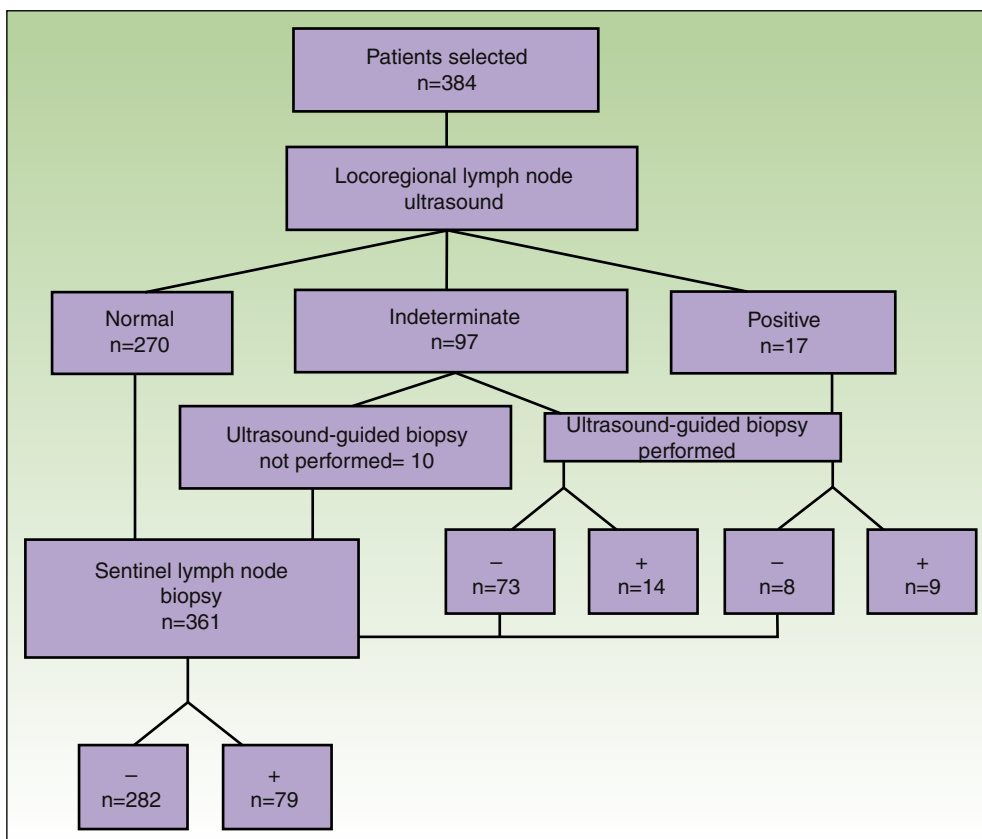 Patients selected
n=384
Locoregional lymph node
ultrasound
Normal
n=270
Indeterminate
n=97
Positive
n=17
Ultrasound-guided biopsy
not performed= 10
Ultrasound-guided biopsy
performed
–
n=73
+
n=14
–
n=8
+
n=9
Sentinel lymph node
biopsy
n=361
–
n=282
+
n=79